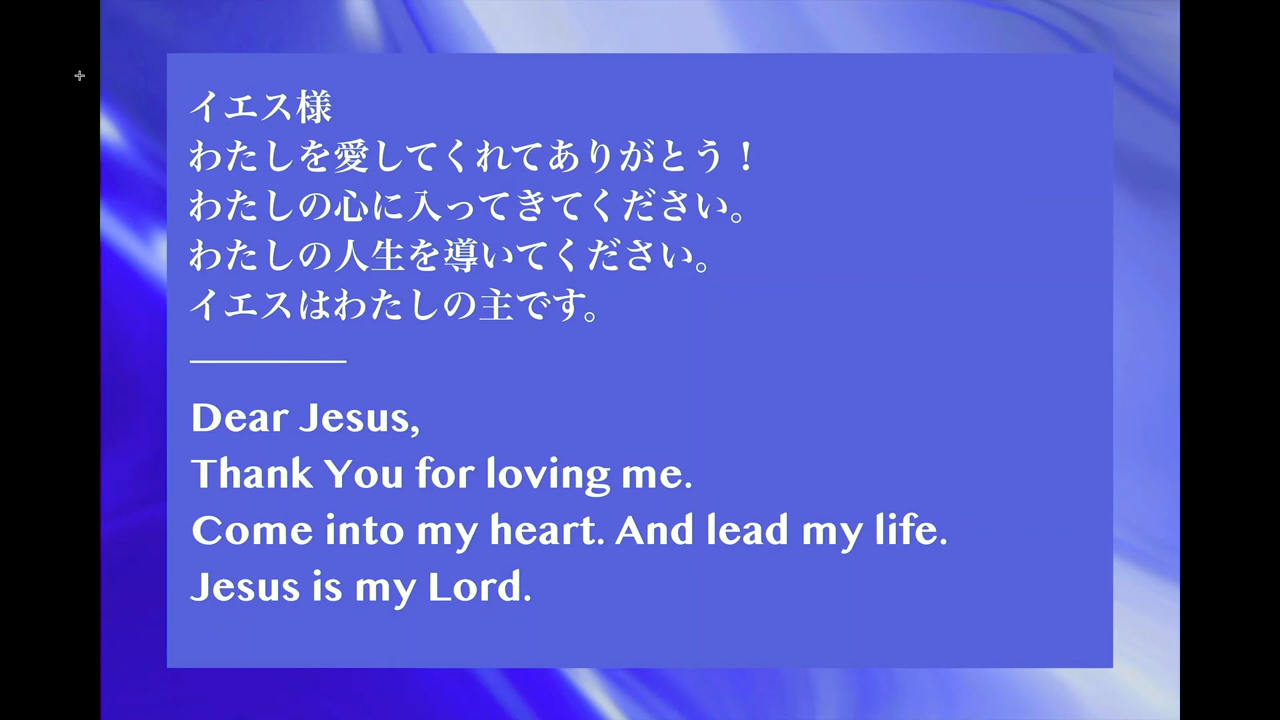 イエス様
わたしを愛してくれてありがとう！
わたしの心に入ってきてください。
わたしの人生を導いてください。
イエスはわたしの主です。
Dear Jesus,
Thank You for loving me.
Come into my heart. And lead my life.
Jesus is my Lord.